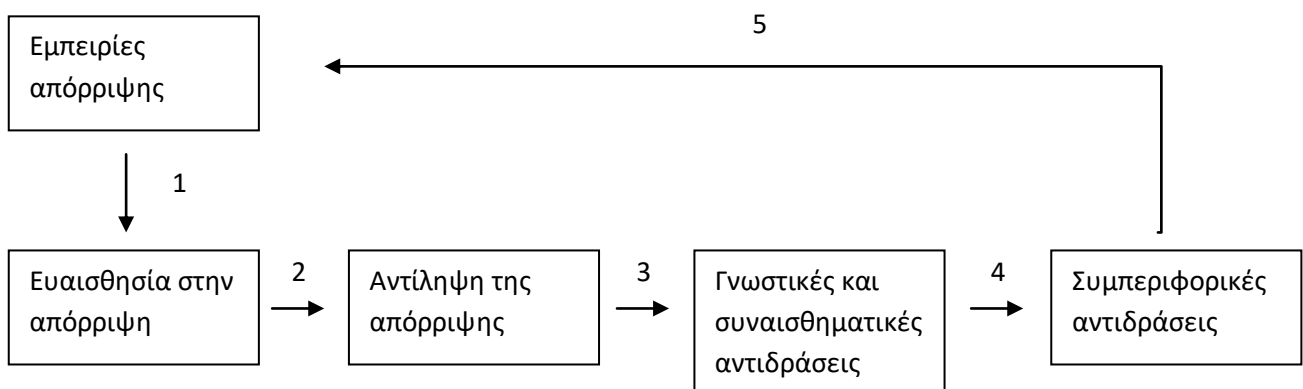 Εμπειρίες
απόρριψης
5
1
Ευαισθησία στην
απόρριψη
2
Αντίληψη της
απόρριψης
3
Γνωστικές και
συναισθηματικές
αντιδράσεις
4
Συμπεριφορικές
αντιδράσεις